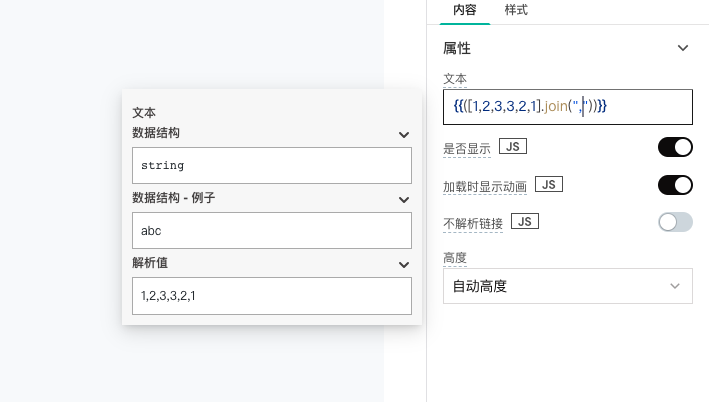 内容 样式
属性
文本
{{([1,2,3,3,2,1].join(","))}}
是否显示 JS
加载时显示动画 JS
不解析链接 JS
高度
自动高度
文本
数据结构
string
数据结构 - 例子
abc
解析值
1,2,3,3,2,1